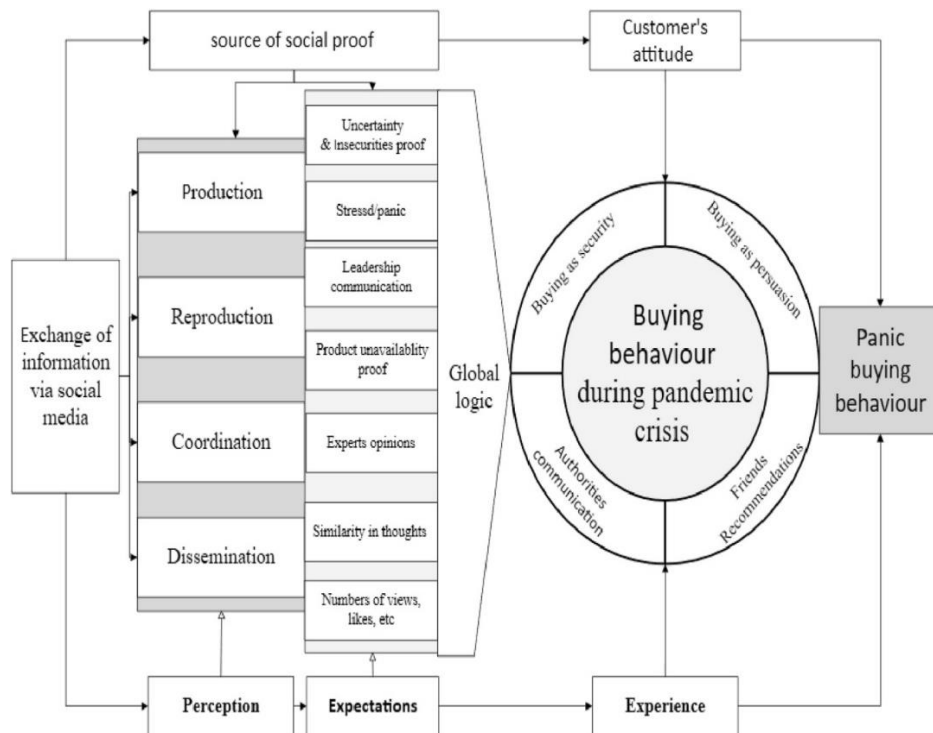 source of social proof
Customer's
attitude
Exchange of
information
via social
media
Production
Reproduction
Coordination
Dissemination
Uncertainty
& Insecurities proof
Stressd/panic
Leadership
communication
Product unavailablity
proof
Experts opinions
Similarity in thoughts
Numbers of views,
likes, etc
Global
logic
Buying as security
Buying as persuasion
Buying
behaviour
during pandemic
crisis
Authorities
communication
Friends
Recommendations
Panic
buying
behaviour
Perception
Expectations
Experience